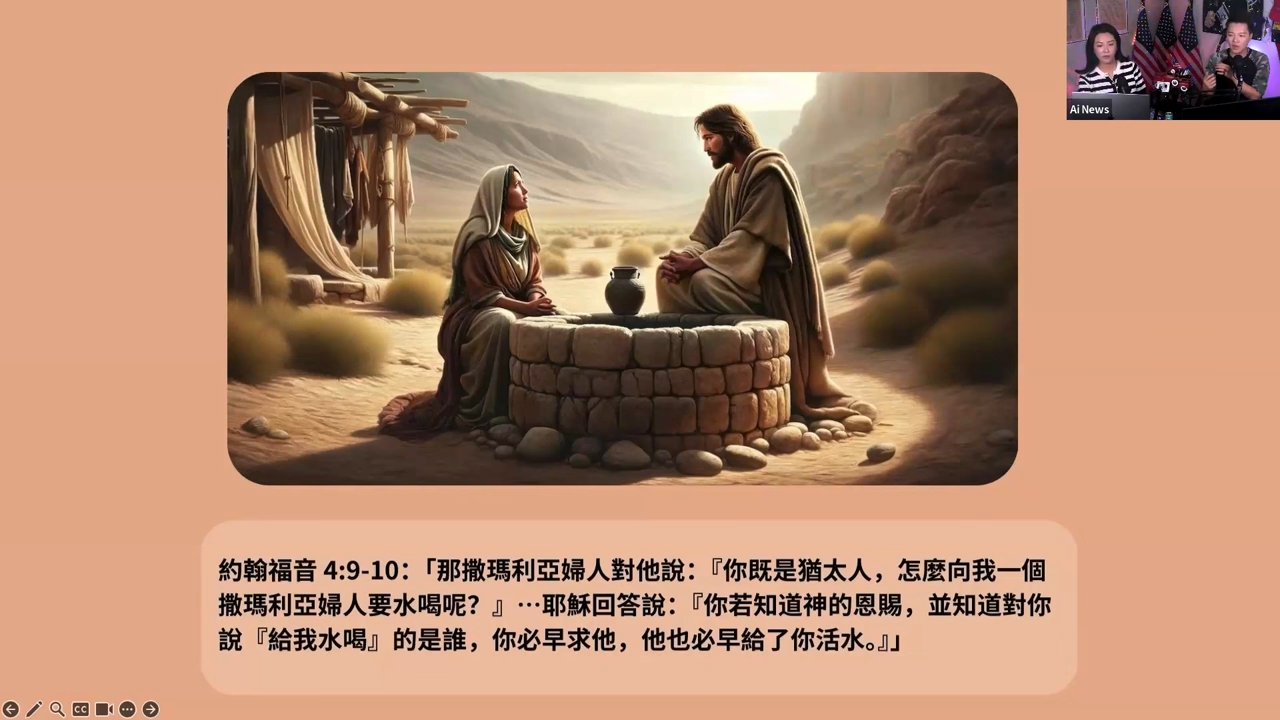 Ai News
約翰福音 4:9-10：「那撒瑪利亞婦人對他說：『你既是猶太人，怎麼向我一個
撒瑪利亞婦人要水喝呢？』…耶穌回答說：『你若知道神的恩賜，並知道對你
說『給我水喝』的是誰，你必早求他，他也必早給了你活水。』」
CC